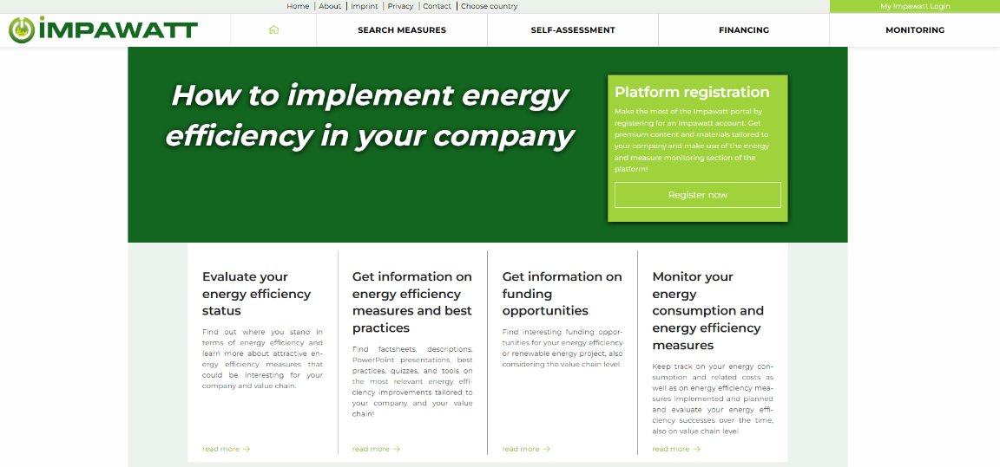 Home | About | Imprint | Privacy | Contact | Choose country
My Impawatt Login
iMPAWATT
SEARCH MEASURES
SELF-ASSESSMENT
FINANCING
MONITORING
How to implement energy
efficiency in your company
Platform registration
Make the most of the Impawatt portal by
registering for an Impawatt account: Get
premium content and materials tailored to
your company and make use of the energy
and measure monitoring section of the
platform!
Register now
Evaluate your
energy efficiency
status
Find out where you stand in
terms of energy efficiency and
learn more about attractive en-
ergy efficiency measures that
could be interesting for your
company and value chain.
read more →
Get information on
energy efficiency
measures and best
practices
Find factsheets, descriptions,
PowerPoint presentations, best
practices, quizzes, and tools on
the most relevant energy effi-
ciency improvements tailored to
your company and your value
chain!
read more →
Get information on
funding
opportunities
Find interesting funding oppor-
tunities for your energy efficiency
or renewable energy project, also
considering the value chain level.
read more →
Monitor your
energy
consumption and
energy efficiency
measures
Keep track on your energy con-
sumption and related costs as
well as on energy efficiency mea-
sures implemented and planned
and evaluate your energy effi-
ciency successes over the time,
also on value chain level.
read more →